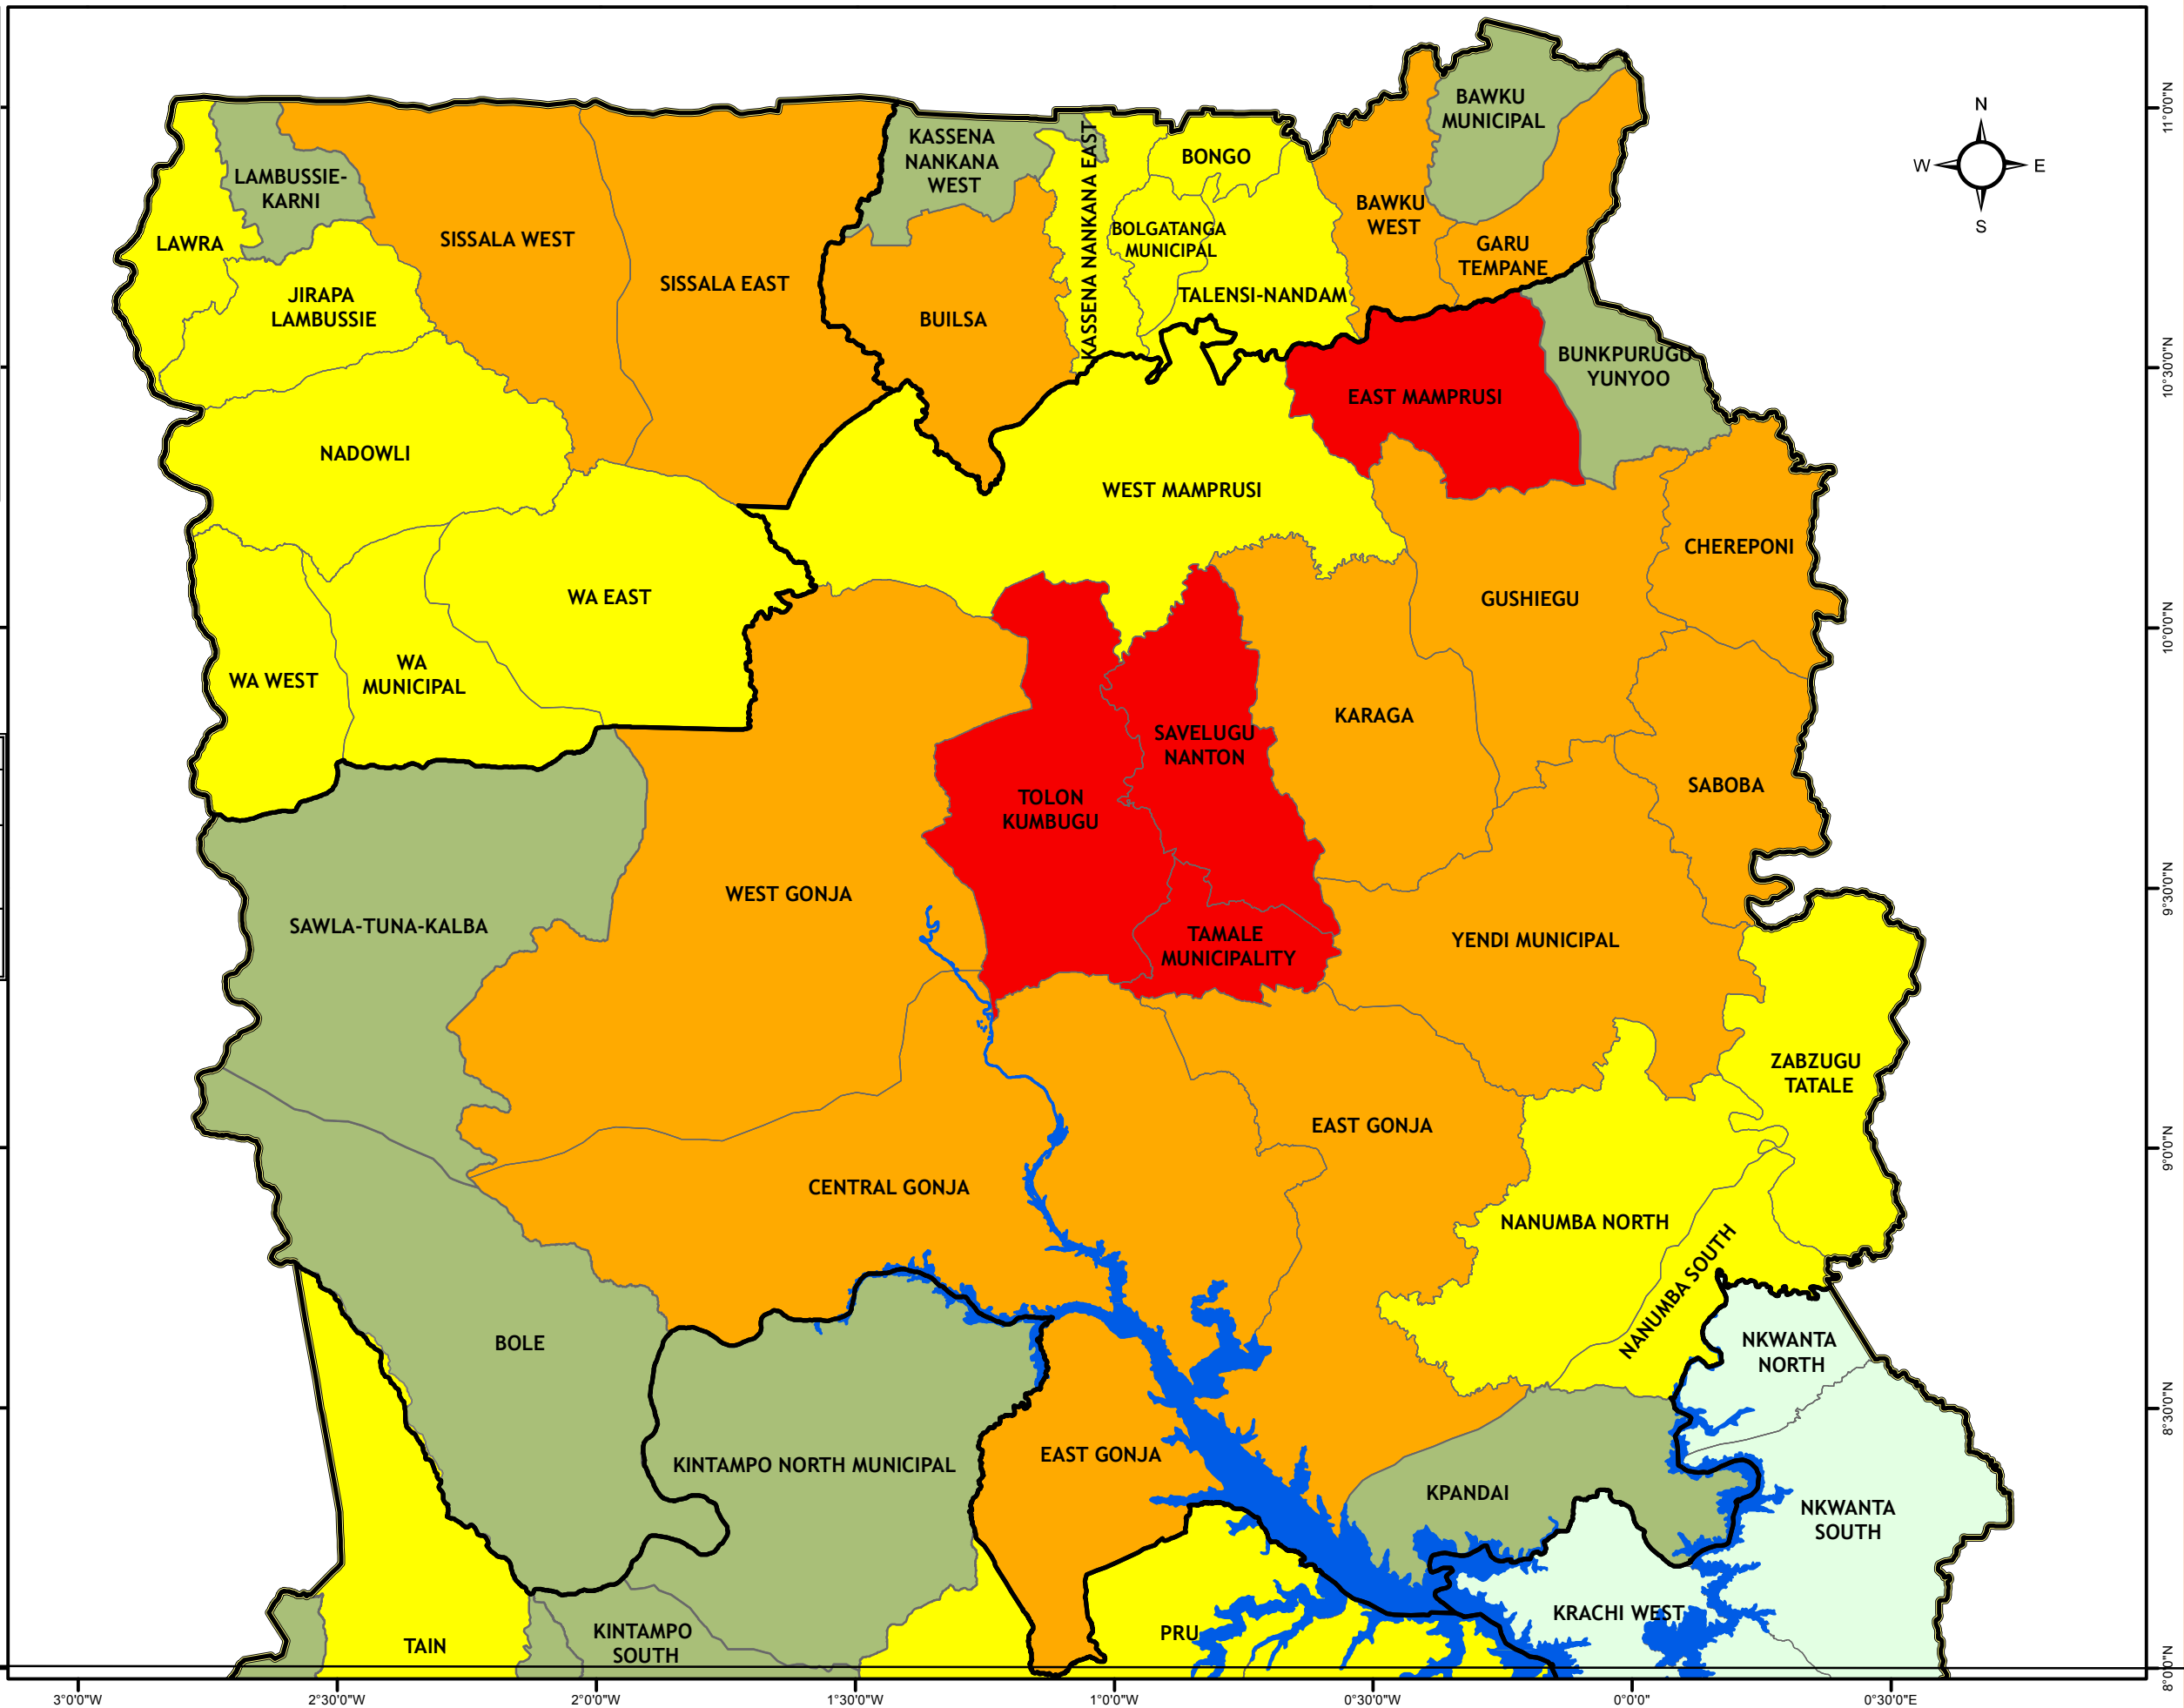 N
W
E
S
BAWKU
MUNICIPAL
KASSENA
NANKANA
WEST
BONGO
KASSENA NANKANA EAST
LAMBUSSIE-
KARNI
LAWRA
SISSALA WEST
SISSALA EAST
BOLGATANGA
MUNICIPAL
BAWKU
WEST
GARU
TEMPANE
JIRAPA
LAMBUSSIE
BUILSA
TALENSI-NANDAM
BUNKPURUGU
YUNYOO
EAST MAMPRUSI
NADOWLI
WEST MAMPRUSI
CHEREPONI
WA EAST
GUSHIEGU
WA WEST
WA
MUNICIPAL
KARAGA
SAVELUGU
NANTON
SABOBA
TOLON
KUMBUGU
WEST GONJA
SAWLA-TUNA-KALBA
TAMALE
MUNICIPALITY
YENDI MUNICIPAL
ZABZUGU
TATALE
EAST GONJA
CENTRAL GONJA
NANUMBA NORTH
NANUMBA SOUTH
BOLE
NKWANTA
NORTH
KINTAMPO NORTH MUNICIPAL
EAST GONJA
KPANDAI
NKWANTA
SOUTH
KRACHI WEST
TAIN
KINTAMPO
SOUTH
PRU
11°0'0"N
10°30'0"N
10°0'0"N
9°30'0"N
9°0'0"N
8°30'0"N
8°0'0"N
3°0'0"W
2°30'0"W
2°0'0"W
1°30'0"W
1°0'0"W
0°30'0"W
0°0'0"
0°30'0"E